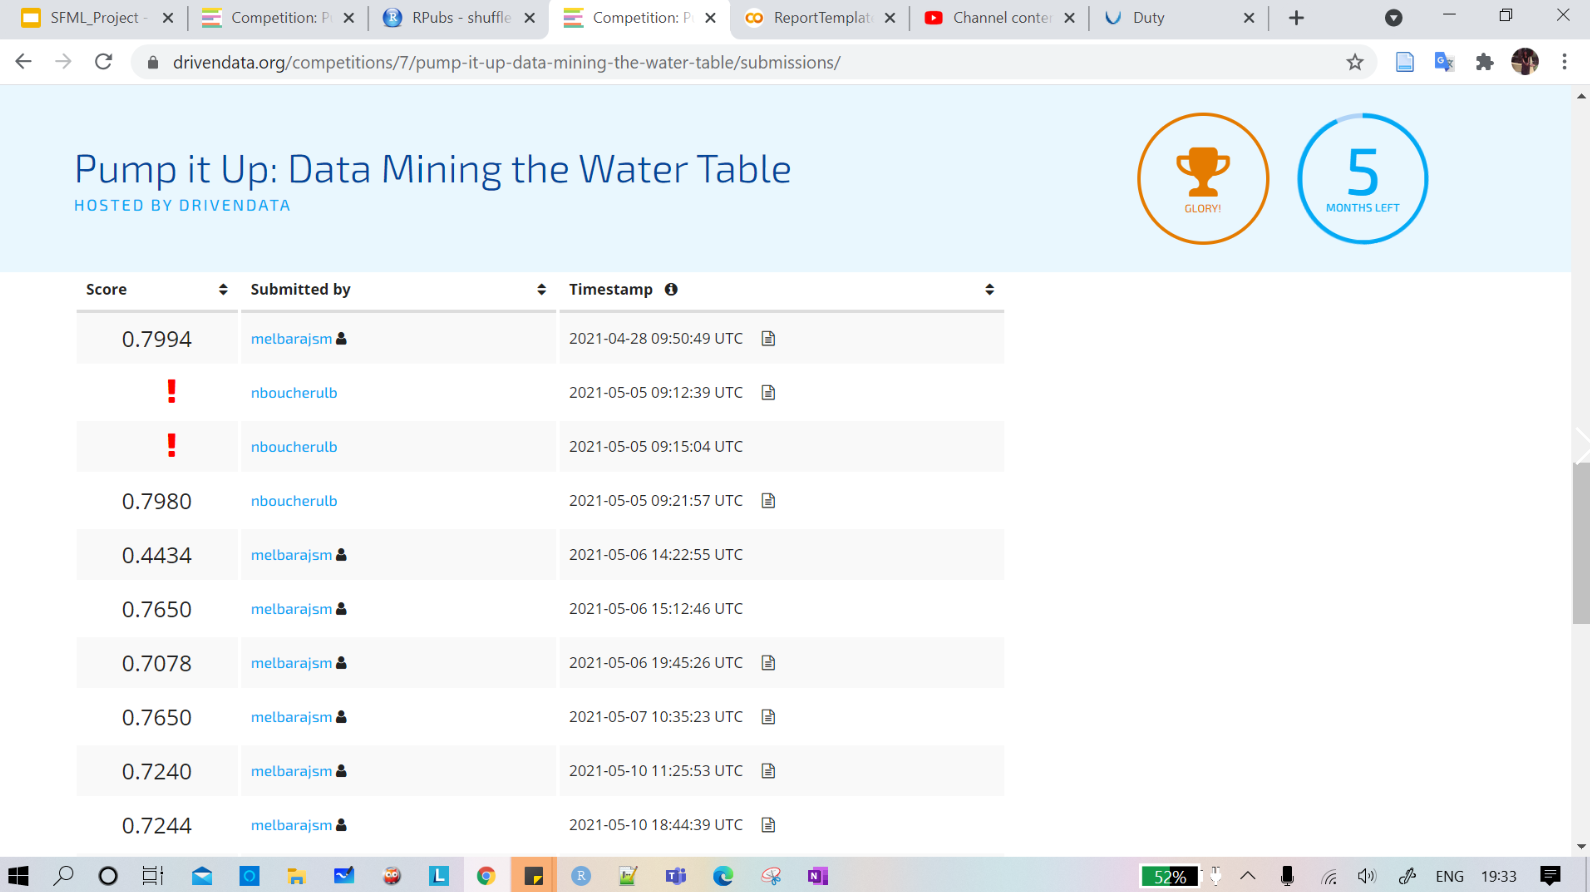 SFML_Project -
Competition: P
RPubs - shuffle
Competition: P
ReportTemplat
Channel conter
Duty
drivendata.org/competitions/7/pump-it-up-data-mining-the-water-table/submissions/
Pump it Up: Data Mining the Water Table
HOSTED BY DRIVENDATA
GLORY!
5
MONTHS LEFT
Score Submitted by Timestamp
0.7994 melbarajsm 2021-04-28 09:50:49 UTC
! nboucherulb 2021-05-05 09:12:39 UTC
! nboucherulb 2021-05-05 09:15:04 UTC
0.7980 nboucherulb 2021-05-05 09:21:57 UTC
0.4434 melbarajsm 2021-05-06 14:22:55 UTC
0.7650 melbarajsm 2021-05-06 15:12:46 UTC
0.7078 melbarajsm 2021-05-06 19:45:26 UTC
0.7650 melbarajsm 2021-05-07 10:35:23 UTC
0.7240 melbarajsm 2021-05-10 11:25:53 UTC
0.7244 melbarajsm 2021-05-10 18:44:39 UTC
52% ENG 19:33